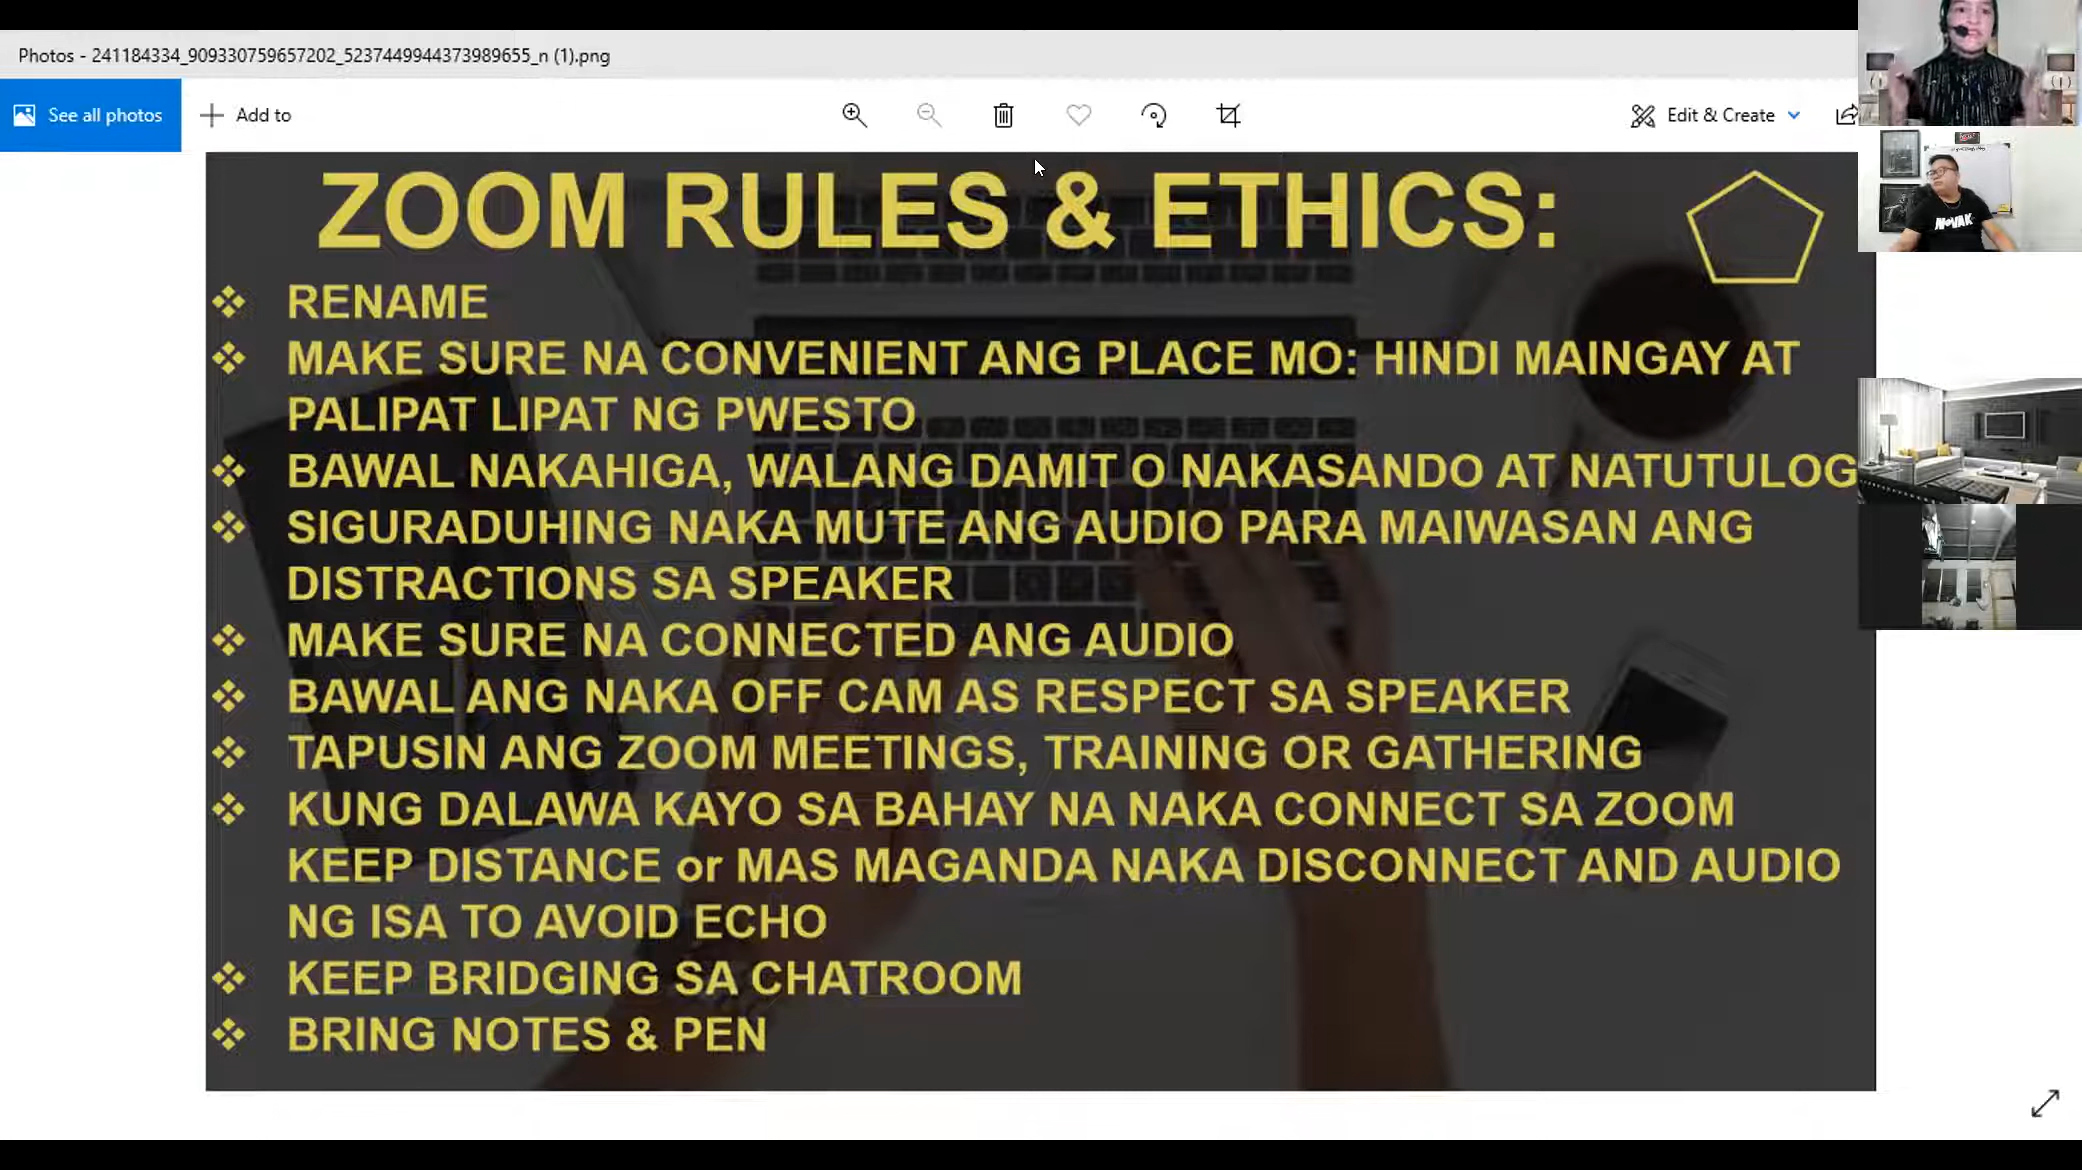 Photos - 241184334_909330759657202_5237449944373989655_n (1).png
See all photos
Add to
Edit & Create
ZOOM RULES & ETHICS:
RENAME
MAKE SURE NA CONVENIENT ANG PLACE MO: HINDI MAINGAY AT
PALIPAT LIPAT NG PWESTO
BAWAL NAKAHIGA, WALANG DAMIT O NAKASANDO AT NATUTULOG
SIGURADUHING NAKA MUTE ANG AUDIO PARA MAIWASAN ANG
DISTRACTIONS SA SPEAKER
MAKE SURE NA CONNECTED ANG AUDIO
BAWAL ANG NAKA OFF CAM AS RESPECT SA SPEAKER
TAPUSIN ANG ZOOM MEETINGS, TRAINING OR GATHERING
KUNG DALAWA KAYO SA BAHAY NA NAKA CONNECT SA ZOOM
KEEP DISTANCE or MAS MAGANDA NAKA DISCONNECT AND AUDIO
NG ISA TO AVOID ECHO
KEEP BRIDGING SA CHATROOM
BRING NOTES & PEN
NOVAK